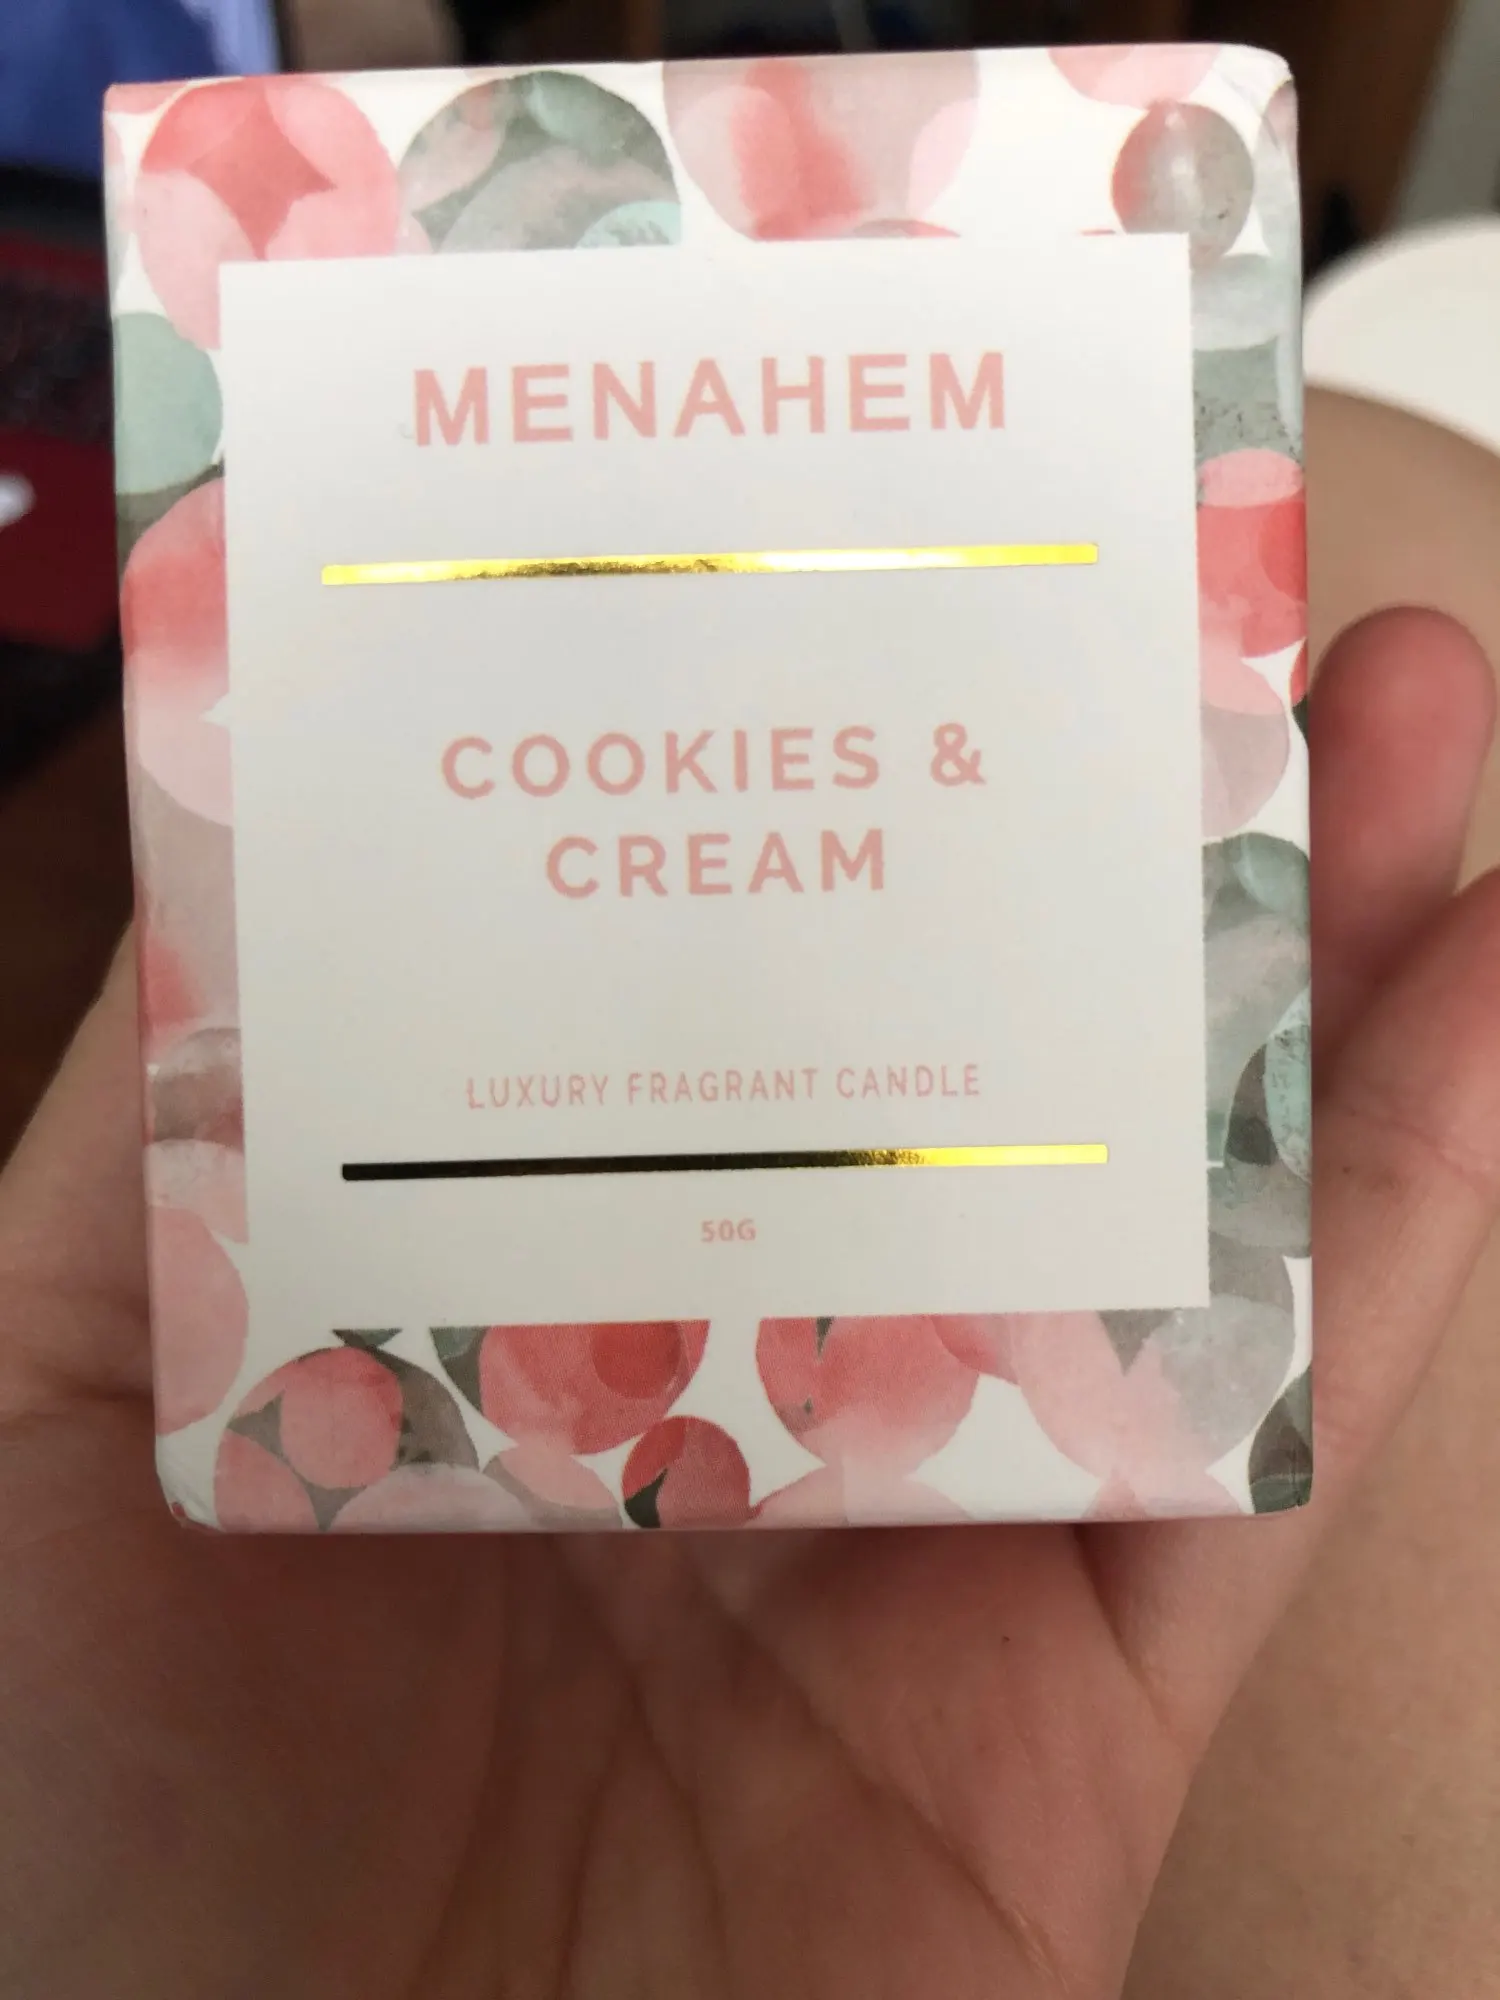 MENAHEM
COOKIES &
CREAM
LUXURY FRAGRANT CANDLE
50G